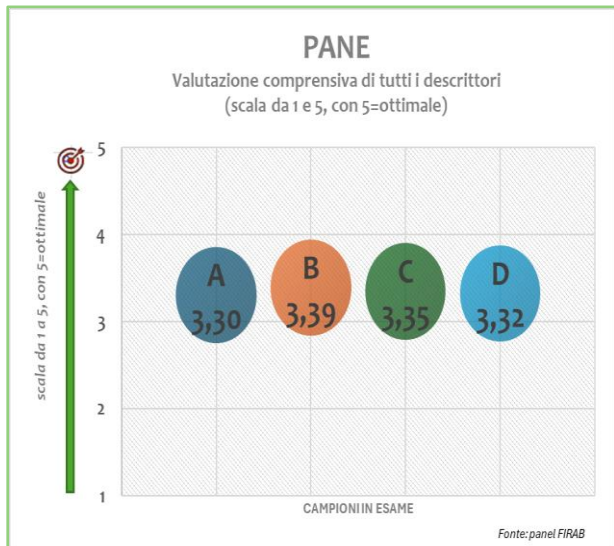 PANE
Valutazione comprensiva di tutti i descrittori
(scala da 1 e 5, con 5=ottimale)
scala da 1 a 5, con 5=ottimale
5
4
3
2
1
A
3,30
B
3,39
C
3,35
D
3,32
CAMPIONI IN ESAME
Fonte: panel FIRAB